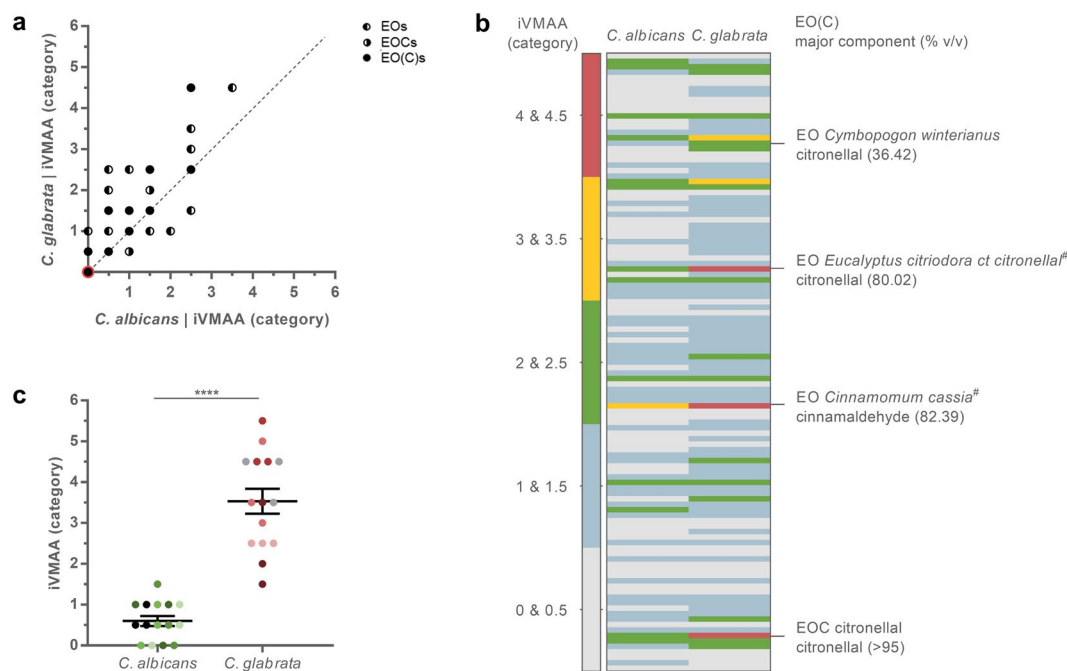 a
6
5
4
3
2
1
0
0
1
2
3
4
5
6
C. glabrata | iVMAA (category)
C. albicans | iVMAA (category)
EOs
EOCs
EO(C)s
b
iVMAA
(category)
C. albicans
C. glabrata
EO(C)
major component (% v/v)
4 & 4.5
3 & 3.5
2 & 2.5
1 & 1.5
0 & 0.5
EO Cymbopogon winterianus
citronellal (36.42)
EO Eucalyptus citriodora ct citronellal#
citronellal (80.02)
EO Cinnamomum cassia#
cinnamaldehyde (82.39)
EOC citronellal
(>95)
c
****
6
5
4
3
2
1
0
iVMAA (category)
C. albicans
C. glabrata